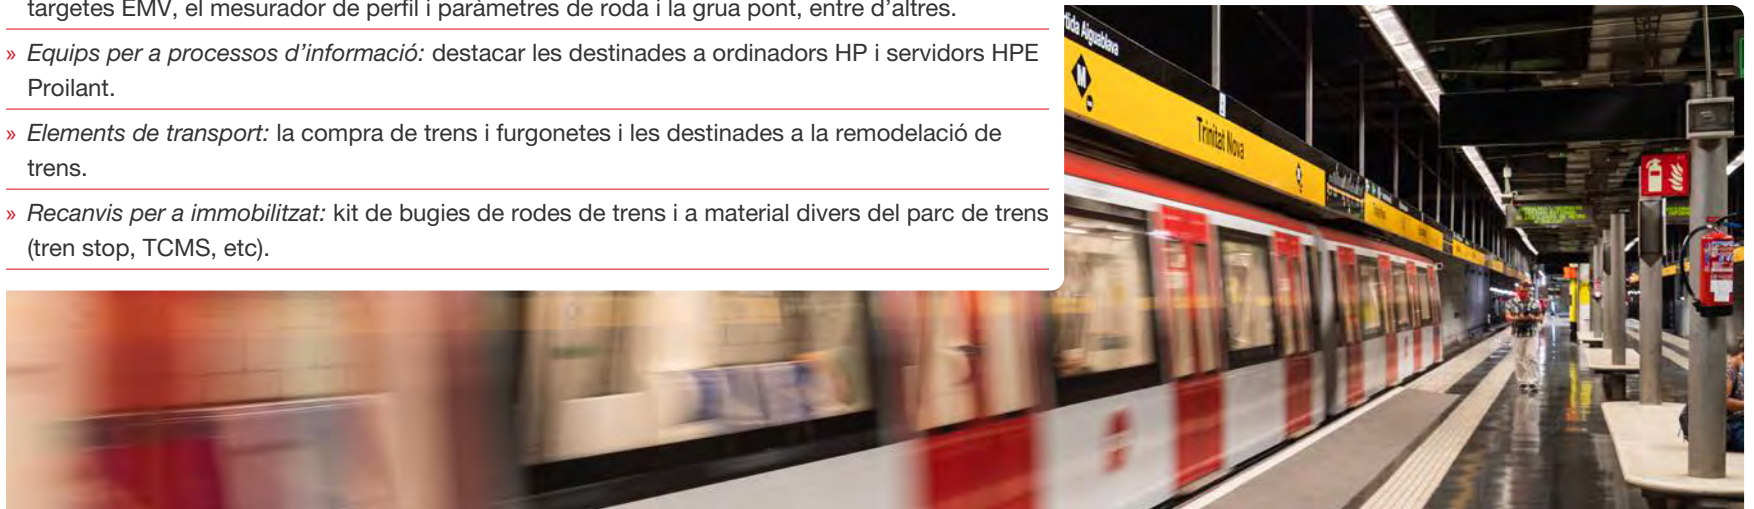 targetes EMV, el mesurador de perfil i paràmetres de roda i la grua pont, entre d'altres.
» Equips per a processos d'informació: destacar les destinades a ordinadors HP i servidors HPE
Proilant.
» Elements de transport: la compra de trens i furgonetes i les destinades a la remodelació de
trens.
» Recanvis per a immobilitzat: kit de bugies de rodes de trens i a material divers del parc de trens
(tren stop, TCMS, etc).
Aiguablava
M
Trinitat Nova